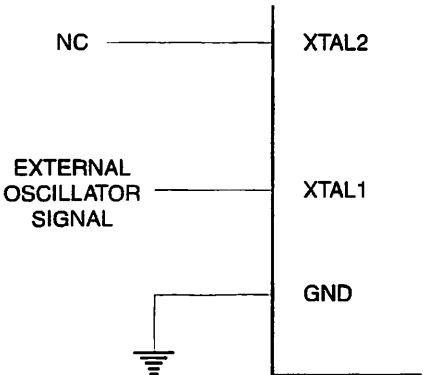 NC
XTAL2
EXTERNAL
OSCILLATOR
SIGNAL
XTAL1
GND